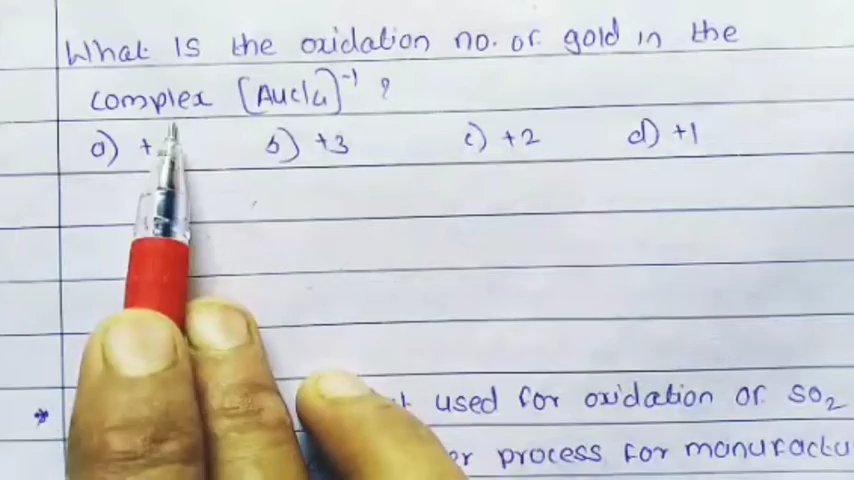 What is the oxidation no. of gold in the
complex [AuCl4]^-1 ?
a) + b) +3 c) +2 d) +1
used for oxidation of SO2
process for manufactu